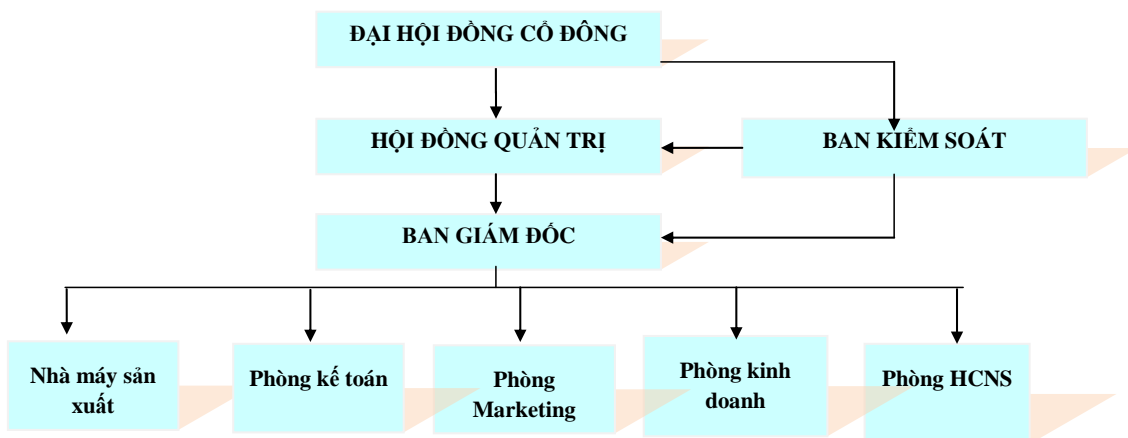 ĐẠI HỘI ĐỒNG CỔ ĐÔNG
HỘI ĐỒNG QUẢN TRỊ
BAN KIỂM SOÁT
BAN GIÁM ĐỐC
Nhà máy sản
xuất
Phòng kế toán
Phòng
Marketing
Phòng kinh
doanh
Phòng HCNS